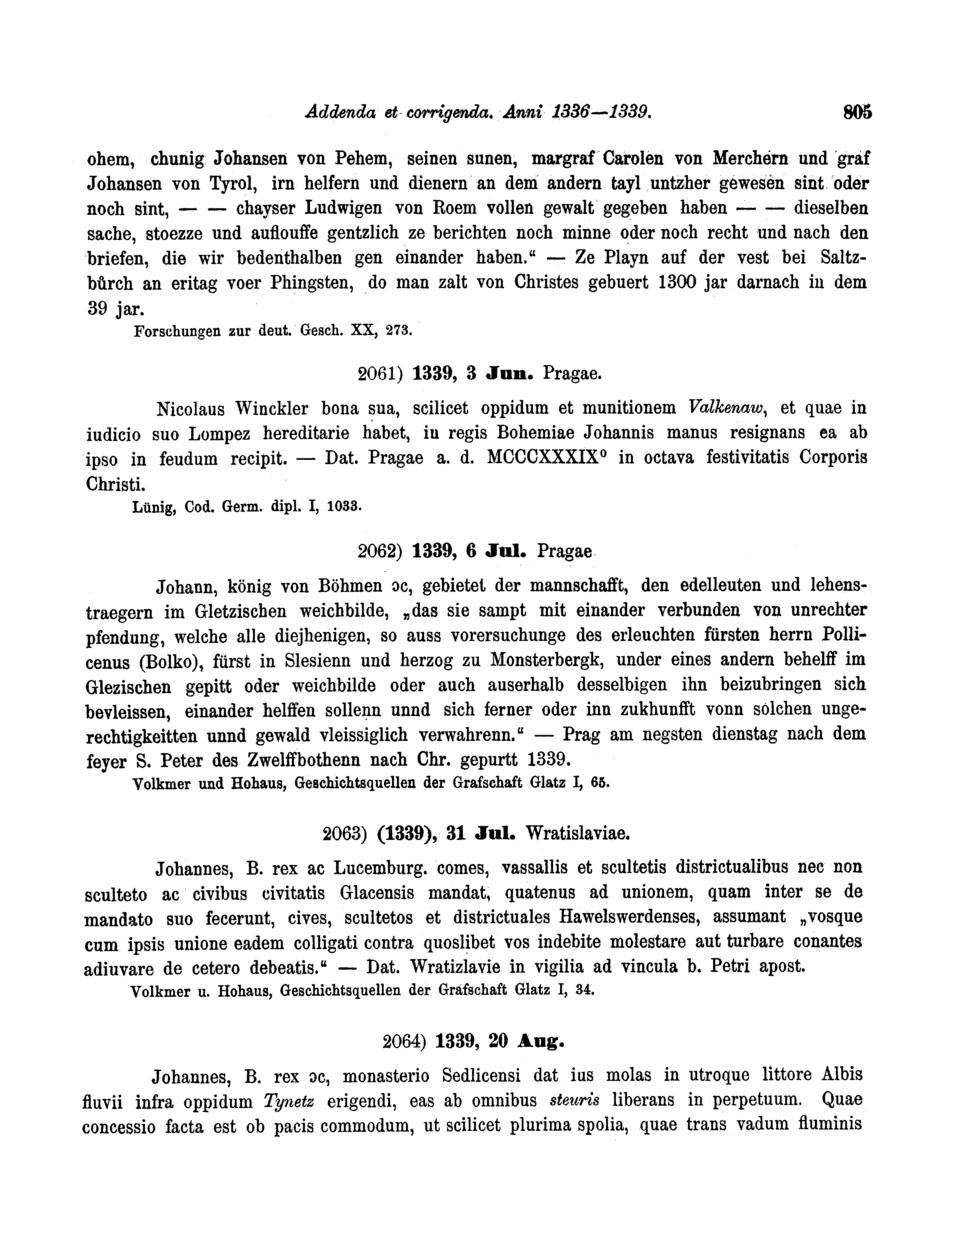 Addenda et corrigenda. Anni 1336—1339. 805
ohem, chunig Johansen von Pehem, seinen sunen, margraf Carolen von Merchern und graf
Johansen von Tyrol, irn helfern und dienern an dem andern tayl untzher gewesen sint oder
noch sint, — — chayser Ludwigen von Roem vollen gewalt gegeben haben — — dieselben
sache, stoezze und auflouffe gentzlich ze berichten noch minne oder noch recht und nach den
briefen, die wir bedenthalben gen einander haben.“ — Ze Playn auf der vest bei Saltz-
bůrch an eritag voer Phingsten, do man zalt von Christes gebuert 1300 jar darnach in dem
39 jar.
Forschungen zur deut. Gesch. XX, 273.
2061) 1339, 3 Jun. Pragae.
Nicolaus Winckler bona sua, scilicet oppidum et munitionem Valkenaw, et quae in
iudicio suo Lompez hereditarie habet, in regis Bohemiae Johannis manus resignans ea ab
ipso in feudum recipit. — Dat. Pragae a. d. MCCCXXXIX⁰ in octava festivitatis Corporis
Christi.
Lünig, Cod. Germ. dipl. I, 1033.
2062) 1339, 6 Jul. Pragae
Johann, könig von Böhmen ɔc, gebietet der mannschafft, den edelleuten und lehens-
traegern im Gletzischen weichbilde, „das sie sampt mit einander verbunden von unrechter
pfendung, welche alle diejhenigen, so auss vorersuchunge des erleuchten fürsten herrn Polli-
cenus (Bolko), fürst in Slesienn und herzog zu Monsterbergk, under eines andern behelff im
Glezischen gepitt oder weichbilde oder auch auserhalb desselbigen ihn beizubringen sich
bevleissen, einander helffen sollenn unnd sich ferner oder inn zukhunfft vonn solchen unge-
rechtigkeitten unnd gewald vleissiglich verwahrenn.“ — Prag am negsten dienstag nach dem
feyer S. Peter des Zwelffbothenn nach Chr. gepurtt 1339.
Volkmer und Hohaus, Geschichtsquellen der Grafschaft Glatz I, 65.
2063) (1339), 31 Jul. Wratislaviae.
Johannes, B. rex ac Lucemburg. comes, vassallis et scultetis districtualibus nec non
sculteto ac civibus civitatis Glacensis mandat, quatenus ad unionem, quam inter se de
mandato suo fecerunt, cives, scultetos et districtuales Hawelswerdenses, assumant „vosque
cum ipsis unione eadem colligati contra quoslibet vos indebite molestare aut turbare conantes
adiuvare de cetero debeatis.“ — Dat. Wratizlavie in vigilia ad vincula b. Petri apost.
Volkmer u. Hohaus, Geschichtsquellen der Grafschaft Glatz I, 34.
2064) 1339, 20 Aug.
Johannes, B. rex ɔc, monasterio Sedlicensi dat ius molas in utroque littore Albis
fluvii infra oppidum Tynetz erigendi, eas ab omnibus steuris liberans in perpetuum. Quae
concessio facta est ob pacis commodum, ut scilicet plurima spolia, quae trans vadum fluminis